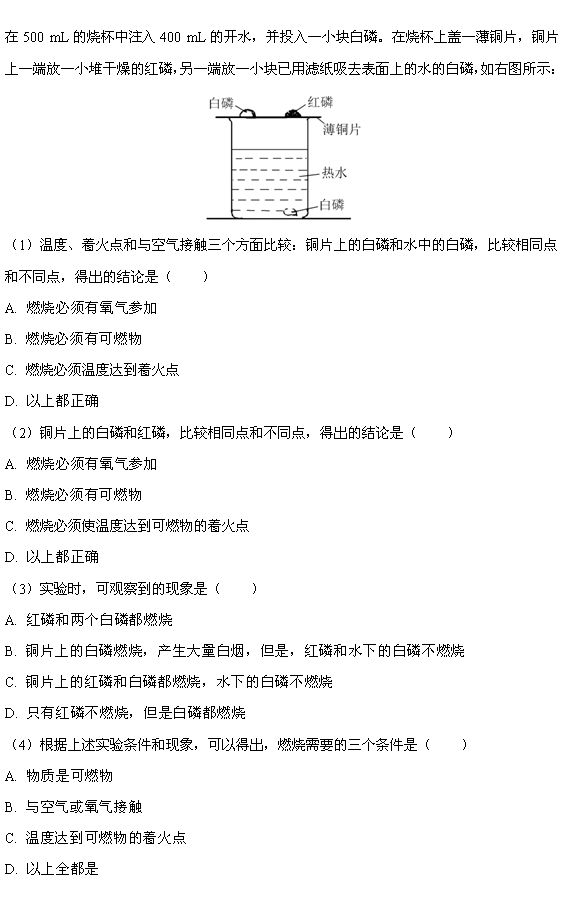 在 500 mL 的烧杯中注入 400 mL 的开水，并投入一小块白磷。在烧杯上盖一薄铜片，铜片
上一端放一小堆干燥的红磷，另一端放一小块已用滤纸吸去表面上的水的白磷，如右图所示：
白磷 红磷
薄铜片
热水
白磷
（1）温度、着火点和与空气接触三个方面比较：铜片上的白磷和水中的白磷，比较相同点
和不同点，得出的结论是（　　）
A. 燃烧必须有氧气参加
B. 燃烧必须有可燃物
C. 燃烧必须温度达到着火点
D. 以上都正确
（2）铜片上的白磷和红磷，比较相同点和不同点，得出的结论是（　　）
A. 燃烧必须有氧气参加
B. 燃烧必须有可燃物
C. 燃烧必须使温度达到可燃物的着火点
D. 以上都正确
（3）实验时，可观察到的现象是（　　）
A. 红磷和两个白磷都燃烧
B. 铜片上的白磷燃烧，产生大量白烟，但是，红磷和水下的白磷不燃烧
C. 铜片上的红磷和白磷都燃烧，水下的白磷不燃烧
D. 只有红磷不燃烧，但是白磷都燃烧
（4）根据上述实验条件和现象，可以得出，燃烧需要的三个条件是（　　）
A. 物质是可燃物
B. 与空气或氧气接触
C. 温度达到可燃物的着火点
D. 以上全都是